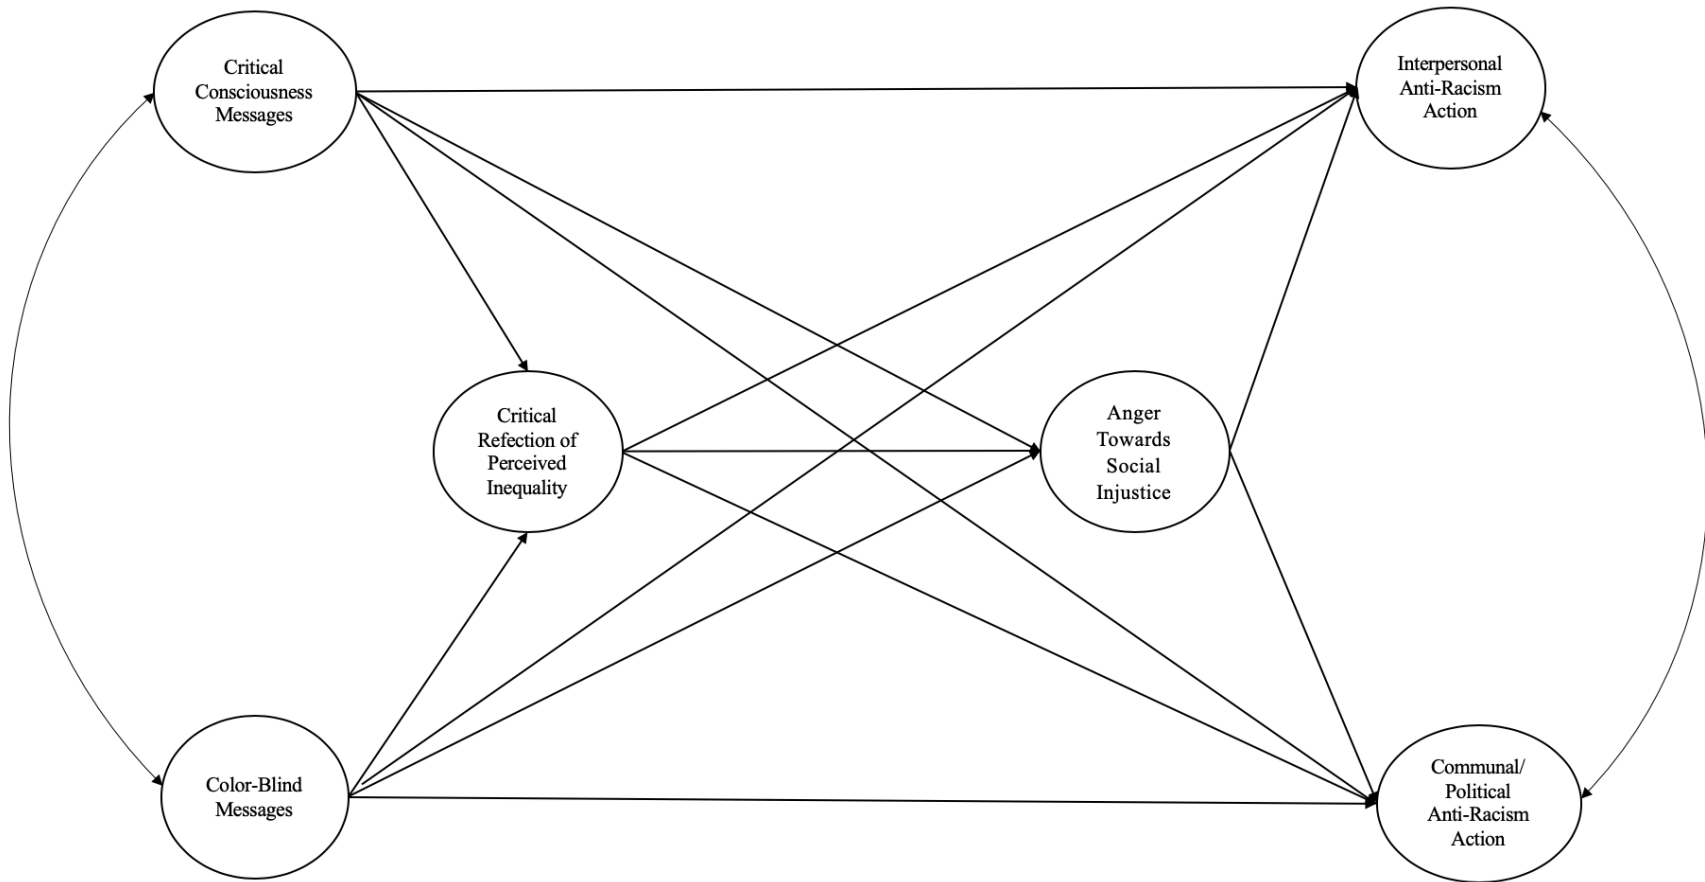 Critical
Consciousness
Messages
Interpersonal
Anti-Racism
Action
Critical
Refection of
Perceived
Inequality
Anger
Towards
Social
Injustice
Color-Blind
Messages
Communal/
Political
Anti-Racism
Action